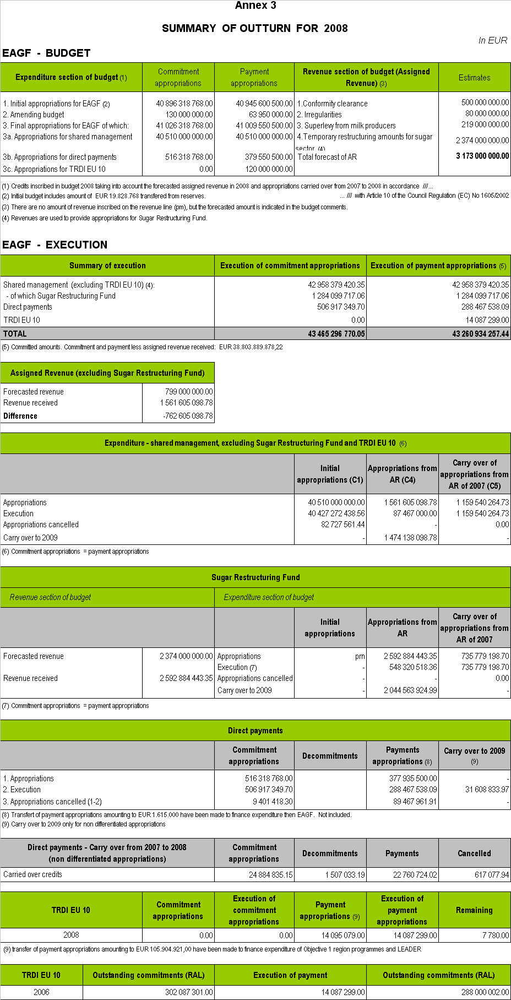 Annex 3
SUMMARY OF OUTTURN FOR 2008
In EUR
EAGF - BUDGET
Expenditure section of budget (1) Commitment appropriations Payment appropriations Revenue section of budget (Assigned Revenue) (3) Estimates
1. Initial appropriations for EAGF (2) 40 896 318 768.00 40 945 600 500.00 1.Conformity clearance 500 000 000.00
2. Amending budget 130 000 000.00 63 950 000.00 2. Irregularities 80 000 000.00
3. Final appropriations for EAGF of which: 41 026 318 768.00 41 009 550 500.00 3. Superlevy from milk producers 219 000 000.00
3a. Appropriations for shared management 40 510 000 000.00 40 510 000 000.00 4.Temporary restructuring amounts for sugar sector (4) 2 374 000 000.00
3b. Appropriations for direct payments 516 318 768.00 379 550 500.00 Total forecast of AR 3 173 000 000.00
3c. Appropriations for TRDI EU 10 0.00 120 000 000.00
(1) Credits inscribed in budget 2008 taking into account the forecasted assigned revenue in 2008 and appropriations carried over from 2007 to 2008 in accordance ///...
(2) Initial budget includes amount of EUR 19.828.768 transfered from reserves. ... /// with Article 10 of the Council Regulation (EC) No 1605/2002
(3) There are no amount of revenue inscribed on the revenue line (pm), but the forecasted amount is indicated in the budget comments.
(4) Revenues are used to provide appropriations for Sugar Restructuring Fund.
EAGF - EXECUTION
Summary of execution Execution of commitment appropriations Execution of payment appropriations (5)
Shared management (excluding TRDI EU 10) (4): 42 958 379 420.35 42 958 379 420.35
- of which Sugar Restructuring Fund 1 284 099 717.06 1 284 099 717.06
Direct payments 506 917 349.70 288 467 538.09
TRDI EU 10 0.00 14 087 299.00
TOTAL 43 465 296 770.05 43 260 934 257.44
(5) Committed amounts. Commitment and payment less assigned revenue received: EUR 38.803.889.878,22
Assigned Revenue (excluding Sugar Restructuring Fund)
Forecasted revenue 799 000 000.00
Revenue received 1 561 605 098.78
Difference -762 605 098.78
Expenditure - shared management, excluding Sugar Restructuring Fund and TRDI EU 10 (6)
Initial appropriations (C1) Appropriations from AR (C4) Carry over of appropriations from AR of 2007 (C5)
Appropriations 40 510 000 000.00 1 561 605 098.78 1 159 540 264.73
Execution 40 427 272 438.56 87 467 000.00 1 159 540 264.73
Appropriations cancelled 82 727 561.44 - 0.00
Carry over to 2009 - 1 474 138 098.78 -
(6) Commitment appropriations = payment appropriations
Sugar Restructuring Fund
Revenue section of budget Expenditure section of budget
Initial appropriations Appropriations from AR Carry over of appropriations from AR of 2007
Forecasted revenue 2 374 000 000.00 Appropriations pm 2 592 884 443.35 735 779 198.70
Execution (7) - 548 320 518.36 735 779 198.70
Revenue received 2 592 884 443.35 Appropriations cancelled - - 0.00
Carry over to 2009 - 2 044 563 924.99 -
(7) Commitment appropriations = payment appropriations
Direct payments
Commitment appropriations Decommitments Payments appropriations (8) Carry over to 2009 (9)
1. Appropriations 516 318 768.00 377 935 500.00 -
2. Execution 506 917 349.70 288 467 538.09 31 608 833.97
3. Appropriations cancelled (1-2) 9 401 418.30 89 467 961.91 -
(8) Transfert of payment appropriations amounting to EUR 1.615.000 have been made to finance expenditure then EAGF. Not included.
(9) Carry over to 2009 only for non differentiated appropriations
Direct payments - Carry over from 2007 to 2008 (non differentiated appropriations) Commitment appropriations Decommitments Payments Cancelled
Carried over credits 24 884 835.15 1 507 033.19 22 760 724.02 617 077.94
TRDI EU 10 Commitment appropriations Execution of commitment appropriations Payment appropriations (9) Execution of payment appropriations Remaining
2008 0.00 0.00 14 095 079.00 14 087 299.00 7 780.00
(9) transfer of payment appropriations amounting to EUR 105.904.921,00 have been made to finance expenditure of Objective 1 region programmes and LEADER
TRDI EU 10 Outstanding commitments (RAL) Execution of payment Outstanding commitments (RAL)
2006 302 087 301.00 14 087 299.00 288 000 002.00